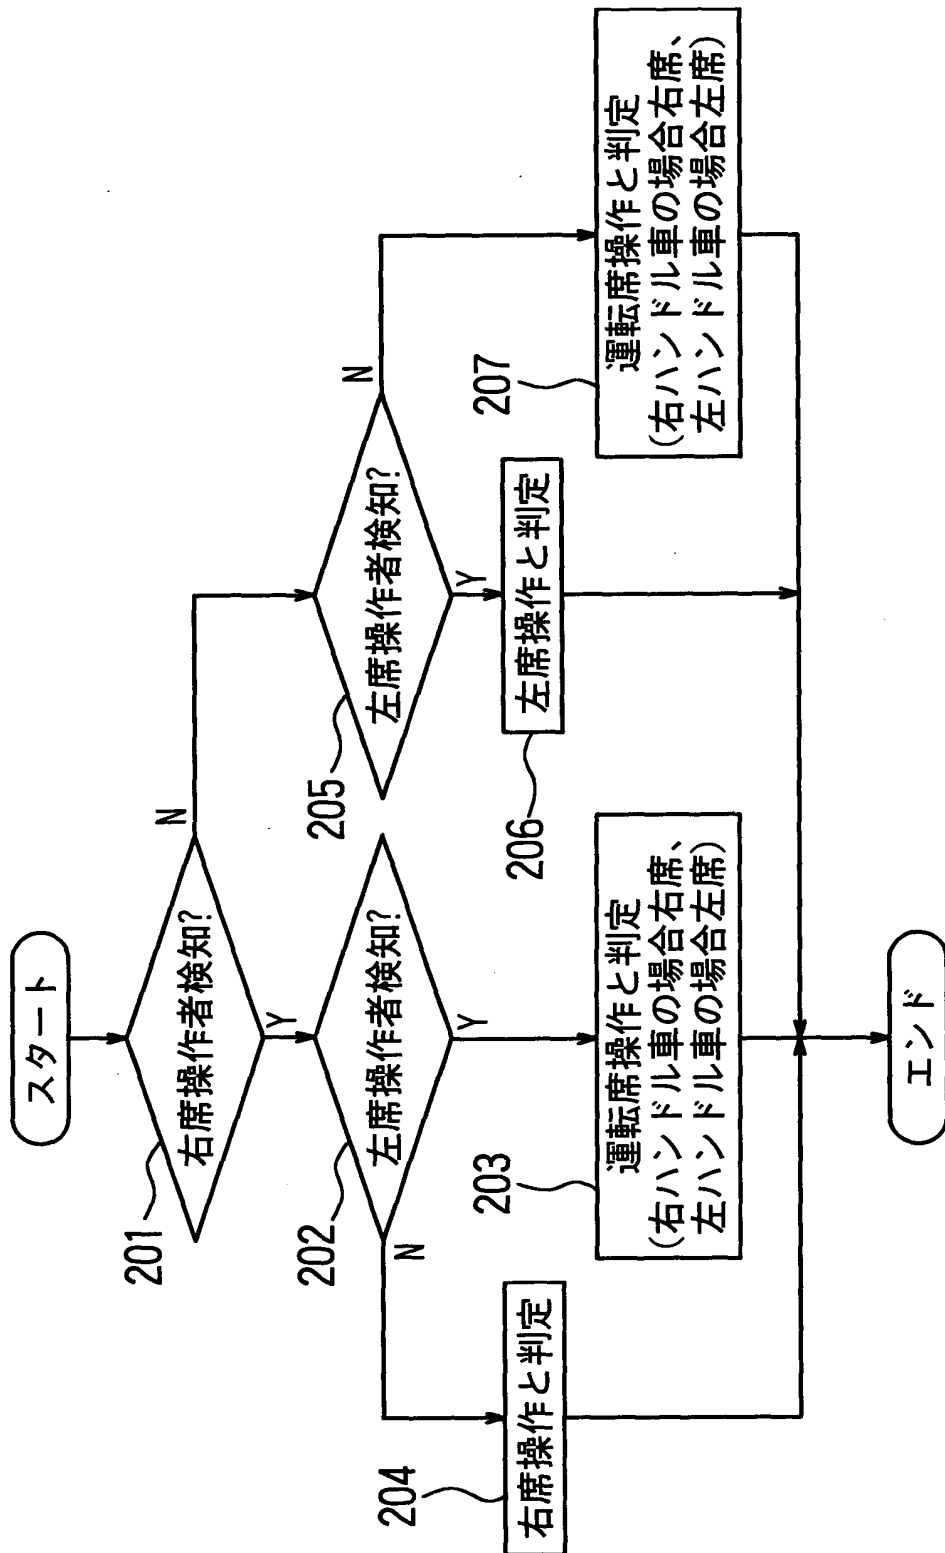 スタート
201
右席操作者検知?
N
Y
202
左席操作者検知?
N
Y
203
運転席操作と判定
(右ハンドル車の場合右席、
左ハンドル車の場合左席)
204
右席操作と判定
205
左席操作者検知?
N
Y
206
左席操作と判定
207
運転席操作と判定
(右ハンドル車の場合右席、
左ハンドル車の場合左席)
エンド